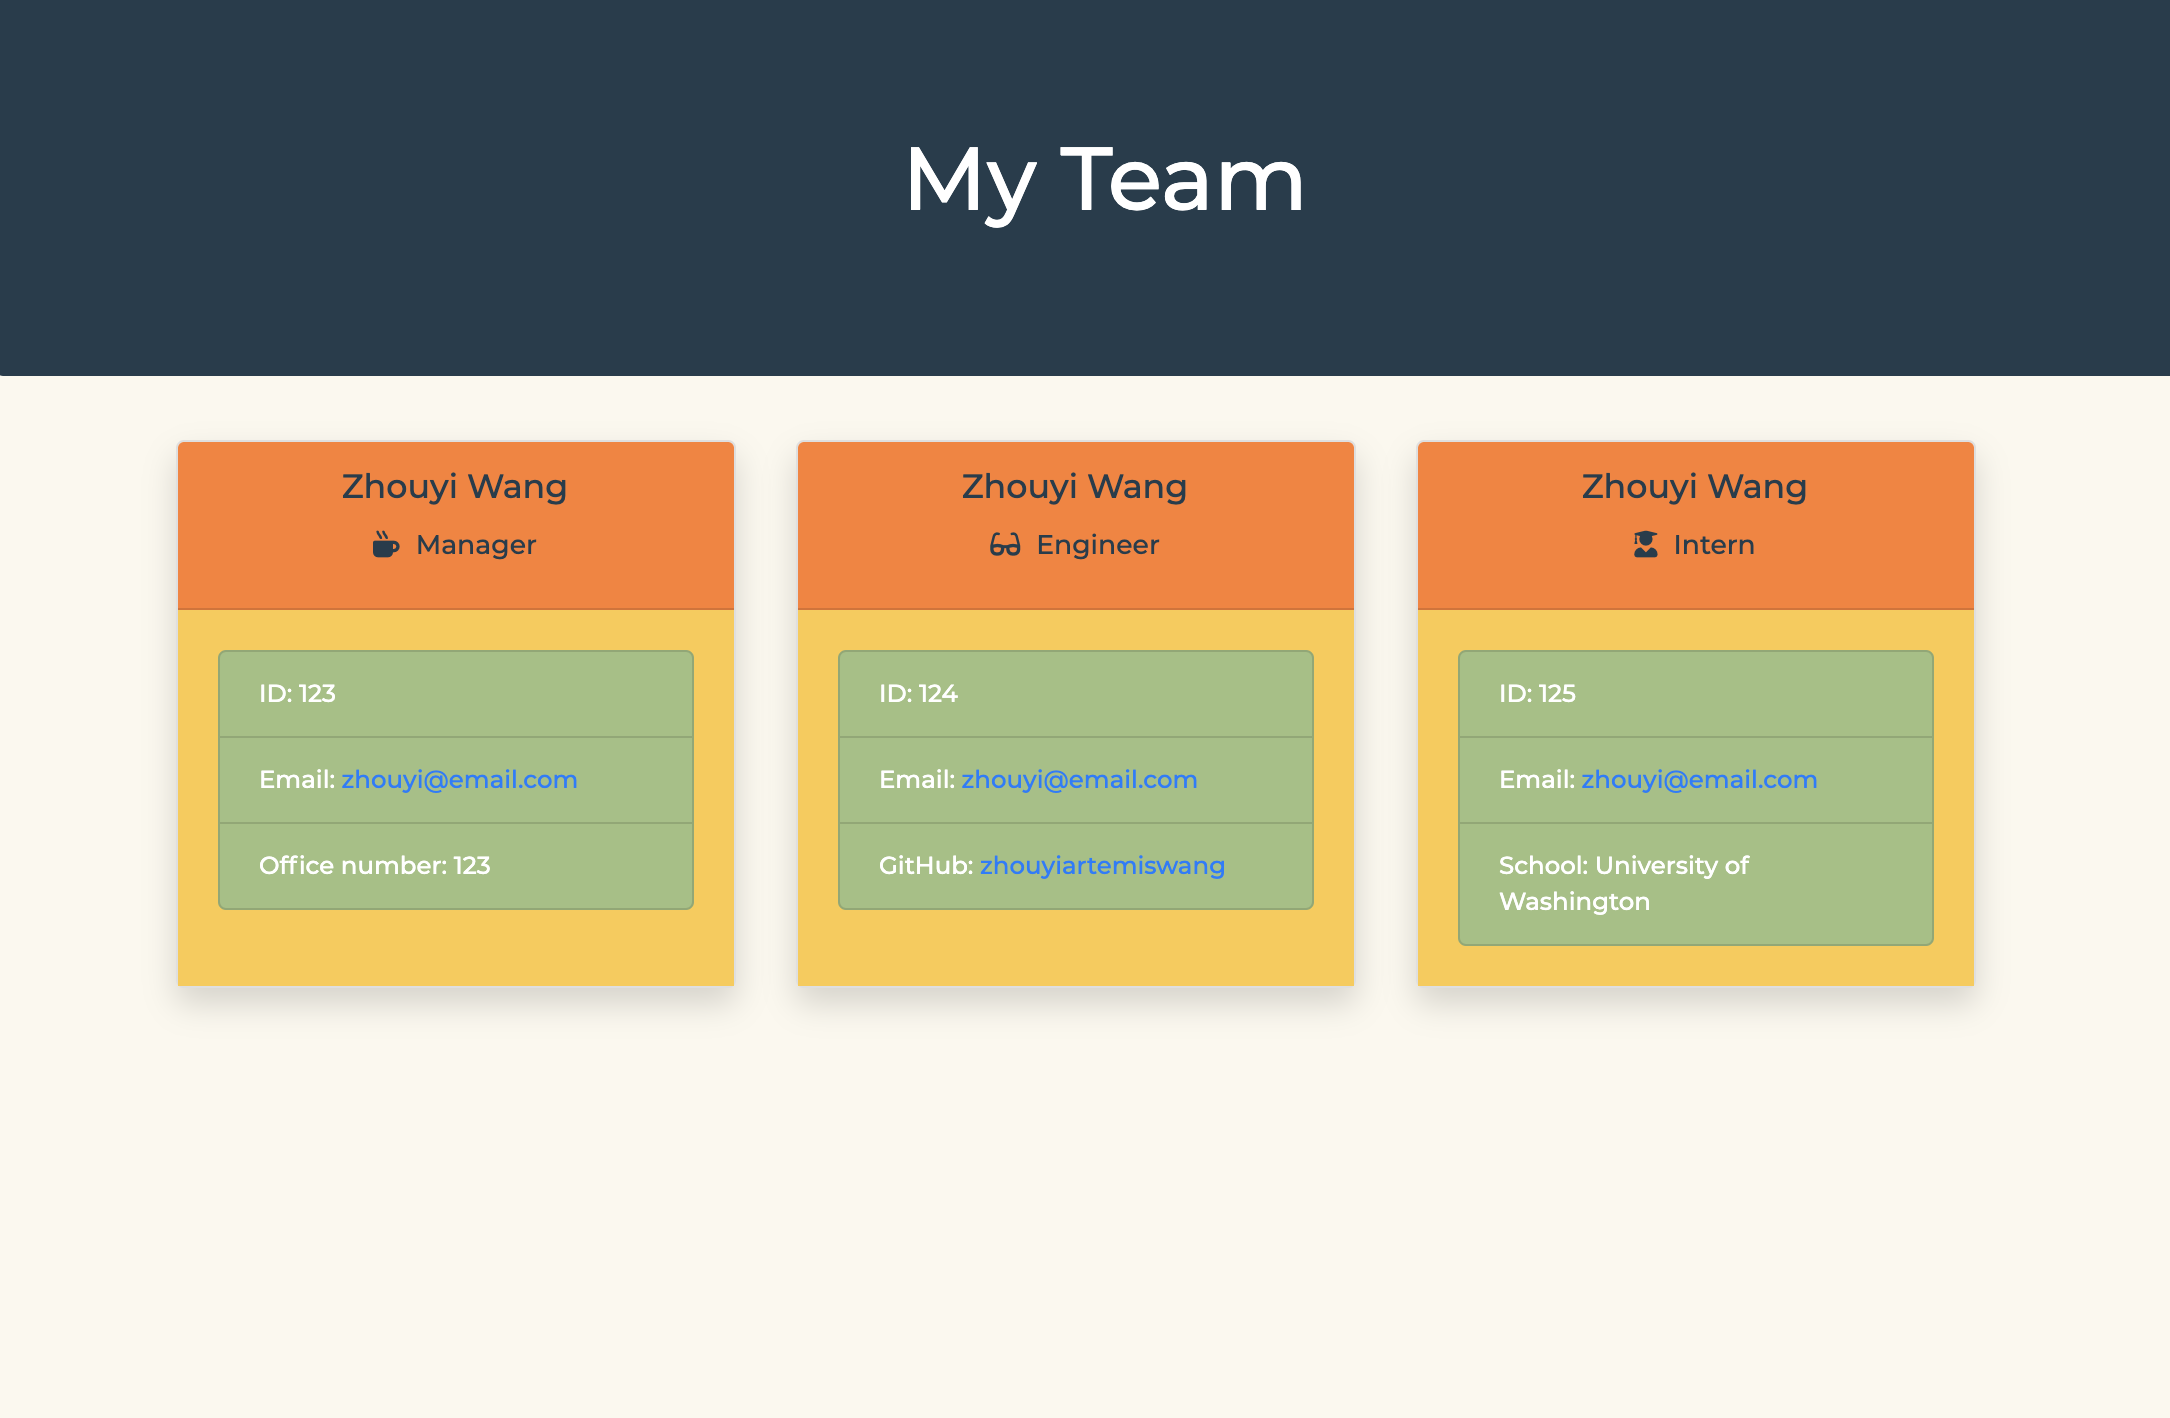 My Team
Zhouyi Wang
Manager
ID: 123
Email: zhouyi@email.com
Office number: 123
Zhouyi Wang
Engineer
ID: 124
Email: zhouyi@email.com
GitHub: zhouyiartemiswang
Zhouyi Wang
Intern
ID: 125
Email: zhouyi@email.com
School: University of
Washington